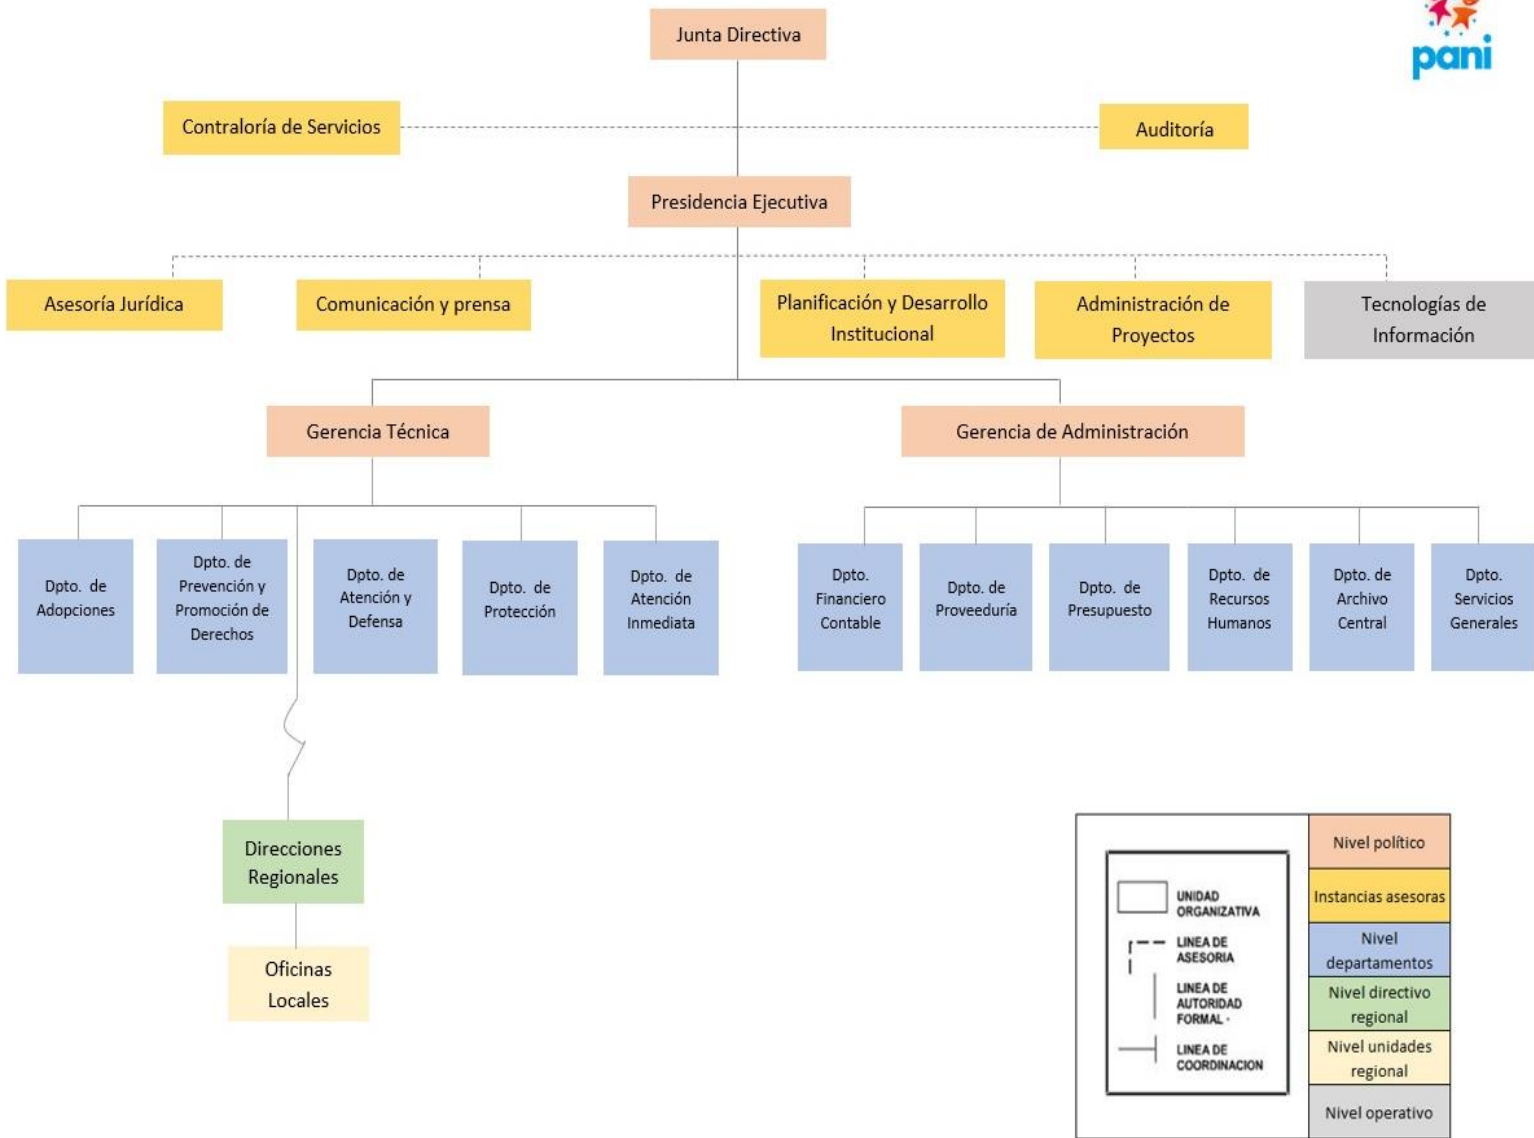 Junta Directiva
pani
Contraloría de Servicios
Auditoría
Presidencia Ejecutiva
Asesoría Jurídica
Comunicación y prensa
Planificación y Desarrollo
Institucional
Administración de
Proyectos
Tecnologías de
Información
Gerencia Técnica
Gerencia de Administración
Dpto. de
Adopciones
Dpto. de
Prevención y
Promoción de
Derechos
Dpto. de
Atención y
Defensa
Dpto. de
Protección
Dpto. de
Atención
Inmediata
Dpto.
Financiero
Contable
Dpto. de
Proveeduría
Dpto. de
Presupuesto
Dpto. de
Recursos
Humanos
Dpto. de
Archivo
Central
Dpto.
Servicios
Generales
Direcciones
Regionales
Oficinas
Locales
UNIDAD
ORGANIZATIVA
LINEA DE
ASESORIA
LINEA DE
AUTORIDAD
FORMAL -
LINEA DE
COORDINACION
Nivel político
Instancias asesoras
Nivel
departamentos
Nivel directivo
regional
Nivel unidades
regional
Nivel operativo